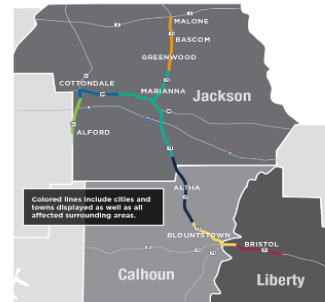 MALONE
BASCOM
GREENWOOD
COTTONDALE
MARIANNA
Jackson
ALFORD
Colored lines include cities and
towns displayed as well as all
affected surrounding areas.
ALTHA
BLOUNTSTOWN
BRISTOL
Calhoun
Liberty